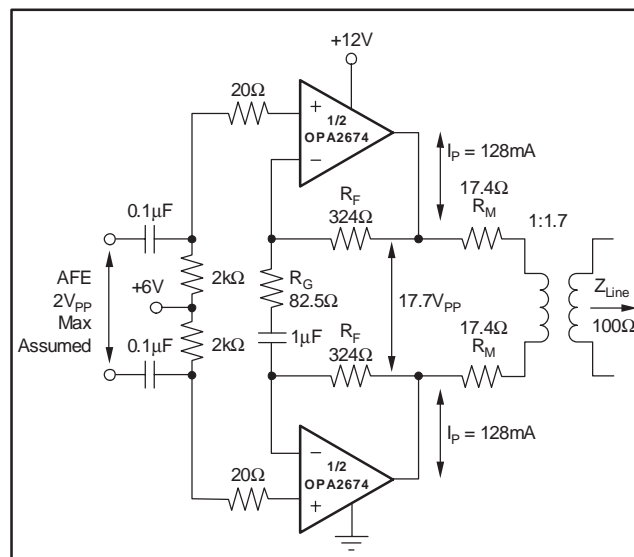 +12V
20Ω
+
1/2
OPA2674
−
I_P = 128mA
17.4Ω
R_M
R_F
324Ω
0.1μF
1:1.7
AFE
2V_PP
Max
Assumed
+6V
2kΩ
R_G
82.5Ω
17.7V_PP
Z_Line
100Ω
2kΩ
1μF
0.1μF
R_F
324Ω
17.4Ω
R_M
I_P = 128mA
−
1/2
OPA2674
+
20Ω